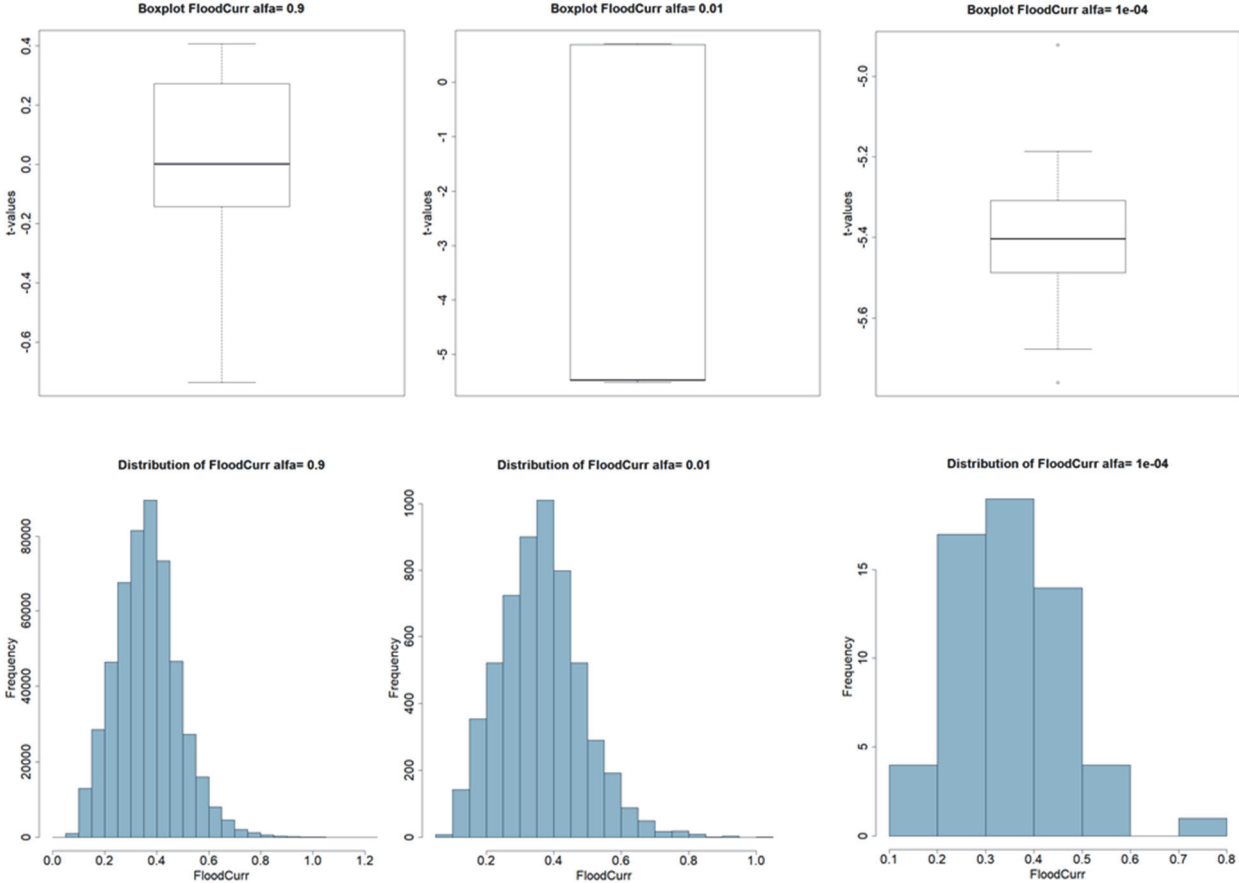 Boxplot FloodCurr alfa= 0.9
t-values
0.4
0.2
0.0
-0.2
-0.4
-0.6
Boxplot FloodCurr alfa= 0.01
t-values
0
-1
-2
-3
-4
-5
Boxplot FloodCurr alfa= 1e-04
t-values
-5.0
-5.2
-5.4
-5.6
Distribution of FloodCurr alfa= 0.9
Frequency
80000
60000
40000
20000
0
0.0 0.2 0.4 0.6 0.8 1.0 1.2
FloodCurr
Distribution of FloodCurr alfa= 0.01
Frequency
1000
800
600
400
200
0
0.2 0.4 0.6 0.8 1.0
FloodCurr
Distribution of FloodCurr alfa= 1e-04
Frequency
15
10
5
0
0.1 0.2 0.3 0.4 0.5 0.6 0.7 0.8
FloodCurr